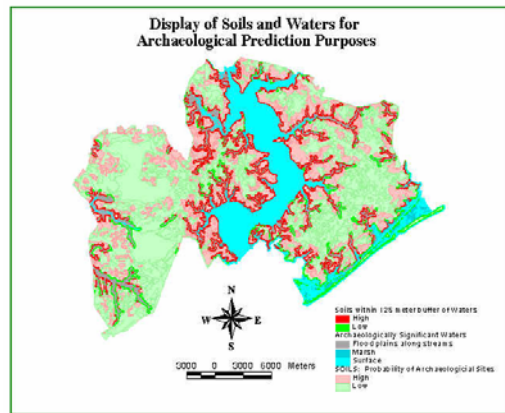 Display of Soils and Waters for
Archaeological Prediction Purposes
N
W E
S
3000 0 3000 6000 Meters
Soils within 125 meter buffer of Waters
High
Low
Archaeologically Significant Waters
Flood plains along streams
Marsh
Surface
SOILS: Probability of Archaeological Sites
High
Low